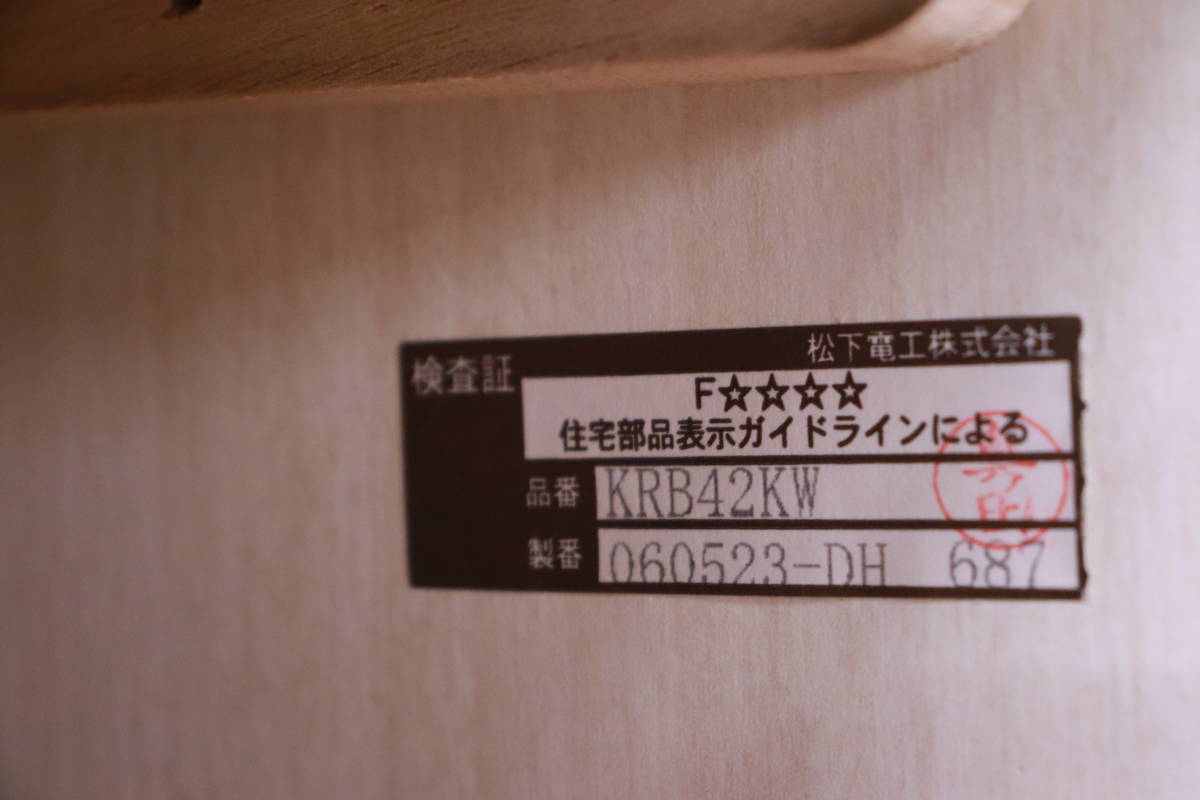 松下電工株式会社
検査証
F☆☆☆☆
住宅部品表示ガイドラインによる
品番 KRB42KW
製番 060523-DH 687